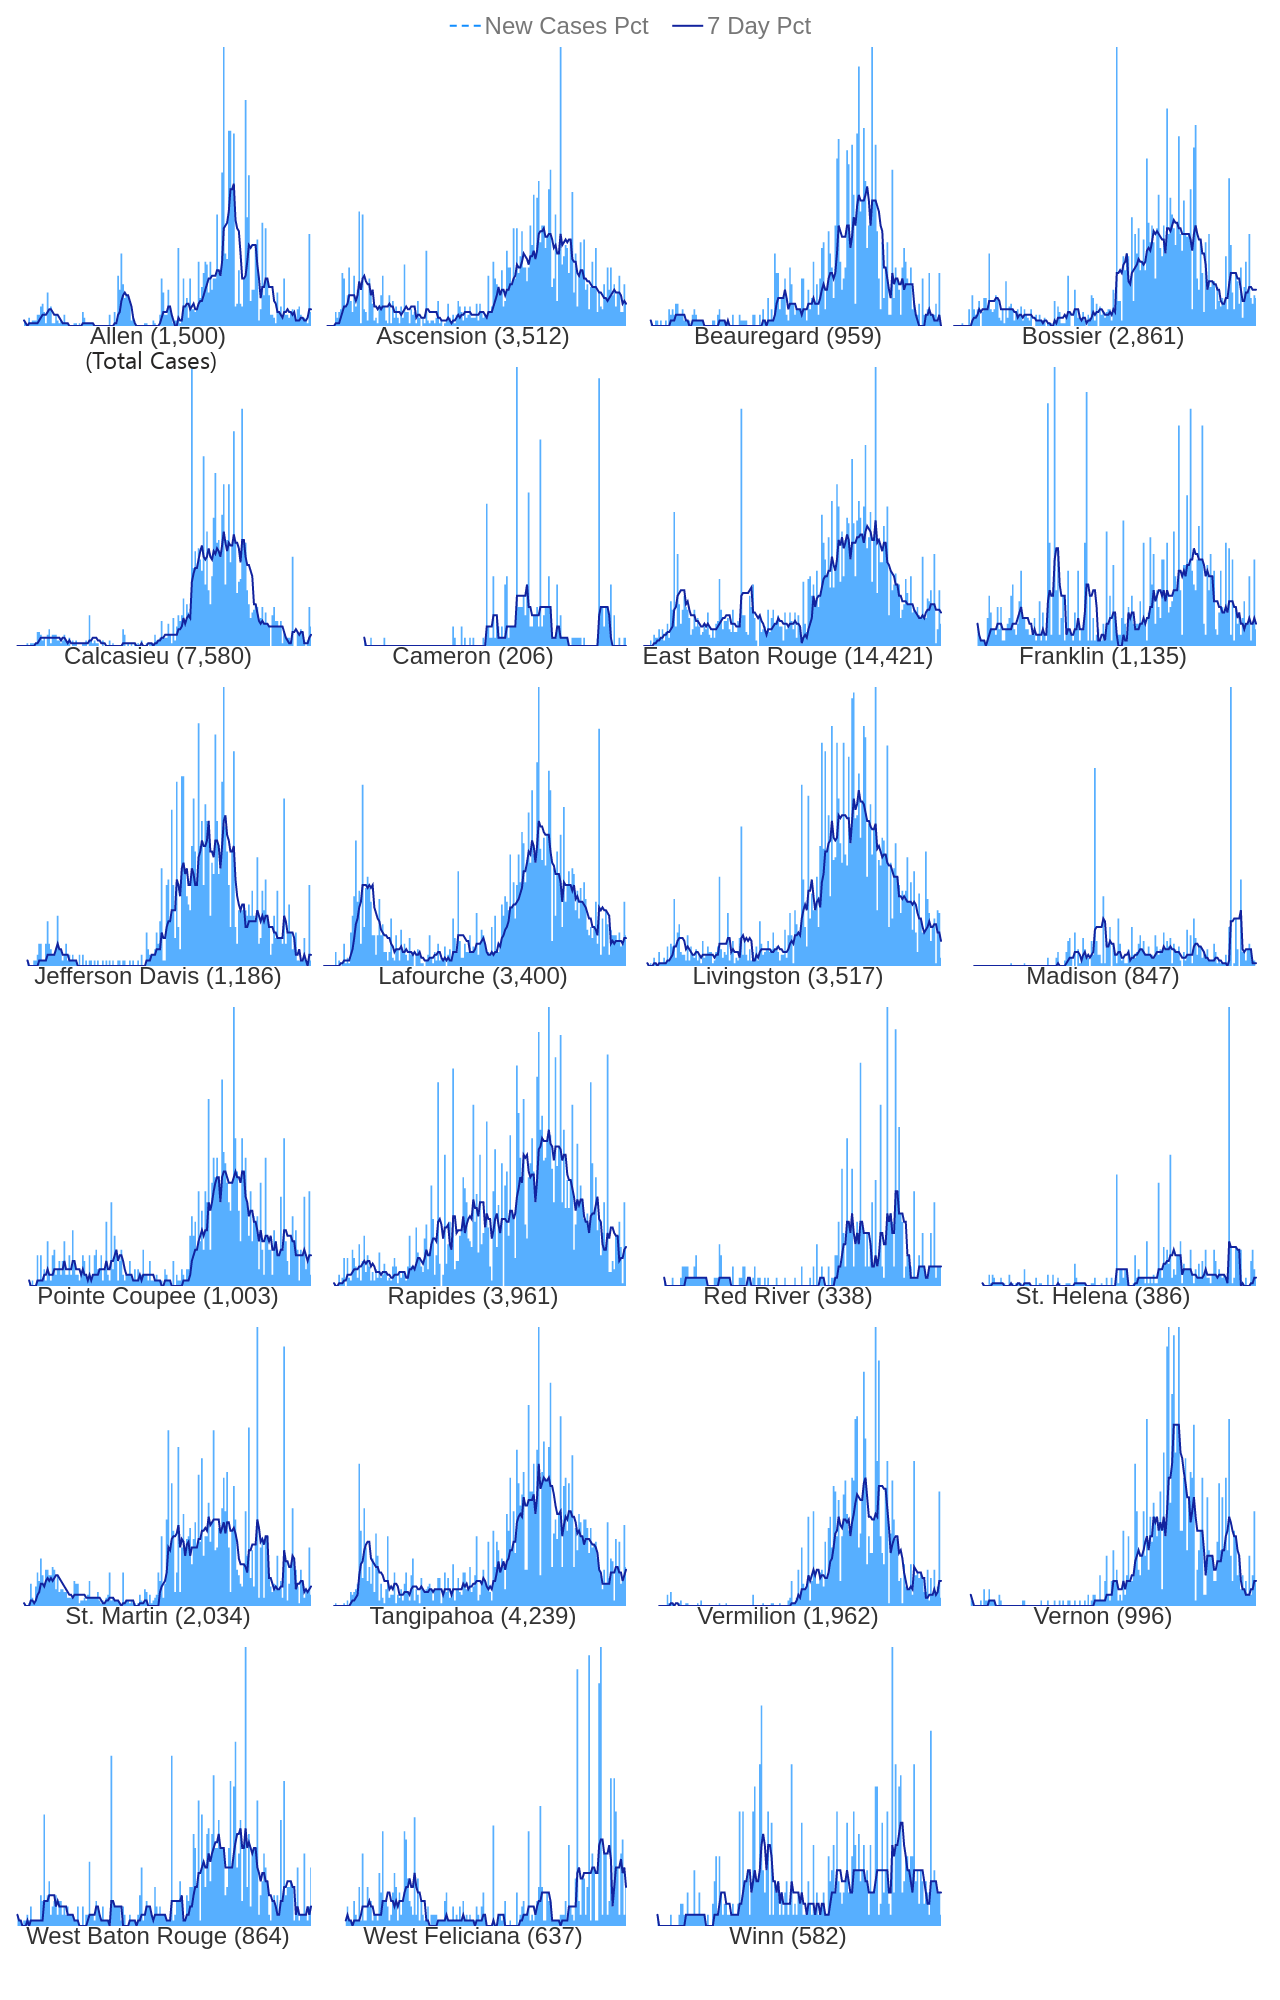 New Cases Pct 7 Day Pct
Allen (1,500) Ascension (3,512) Beauregard (959) Bossier (2,861)
(Total Cases)
Calcasieu (7,580) Cameron (206) East Baton Rouge (14,421) Franklin (1,135)
Jefferson Davis (1,186) Lafourche (3,400) Livingston (3,517) Madison (847)
Pointe Coupee (1,003) Rapides (3,961) Red River (338) St. Helena (386)
St. Martin (2,034) Tangipahoa (4,239) Vermilion (1,962) Vernon (996)
West Baton Rouge (864) West Feliciana (637) Winn (582)